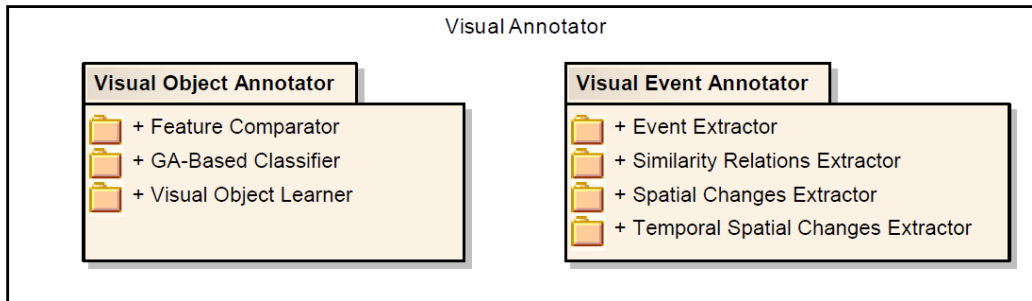 Visual Annotator
Visual Object Annotator
+ Feature Comparator
+ GA-Based Classifier
+ Visual Object Learner
Visual Event Annotator
+ Event Extractor
+ Similarity Relations Extractor
+ Spatial Changes Extractor
+ Temporal Spatial Changes Extractor